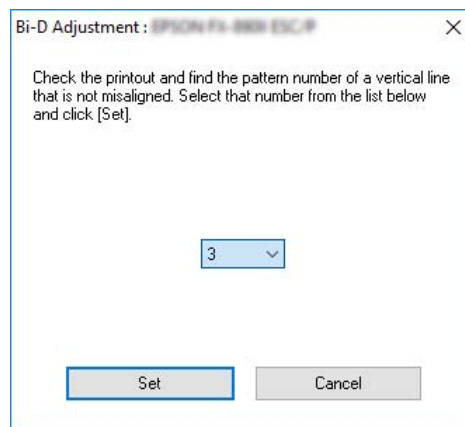 Bi-D Adjustment :
Check the printout and find the pattern number of a vertical line
that is not misaligned. Select that number from the list below
and click [Set].
3
Set
Cancel